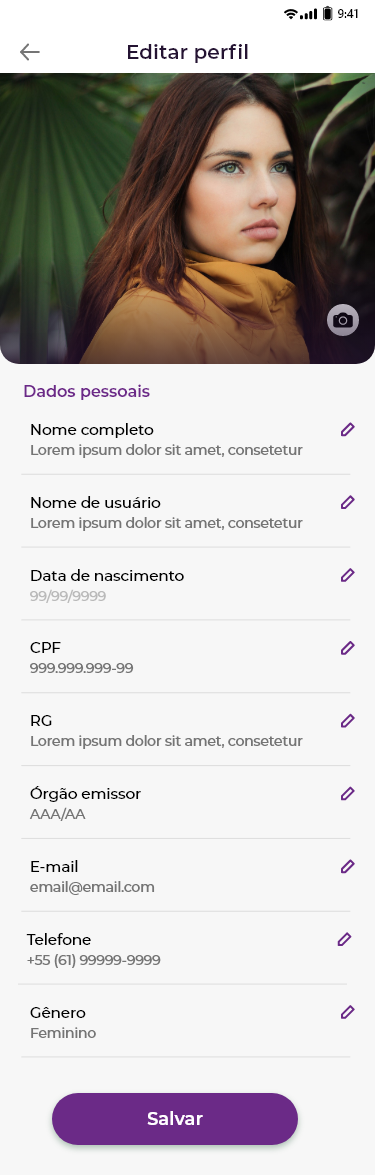 9:41
Editar perfil
Dados pessoais
Nome completo
Lorem ipsum dolor sit amet, consetetur
Nome de usuário
Lorem ipsum dolor sit amet, consetetur
Data de nascimento
99/99/9999
CPF
999.999.999-99
RG
Lorem ipsum dolor sit amet, consetetur
Órgão emissor
AAA/AA
E-mail
email@email.com
Telefone
+55 (61) 99999-9999
Gênero
Feminino
Salvar